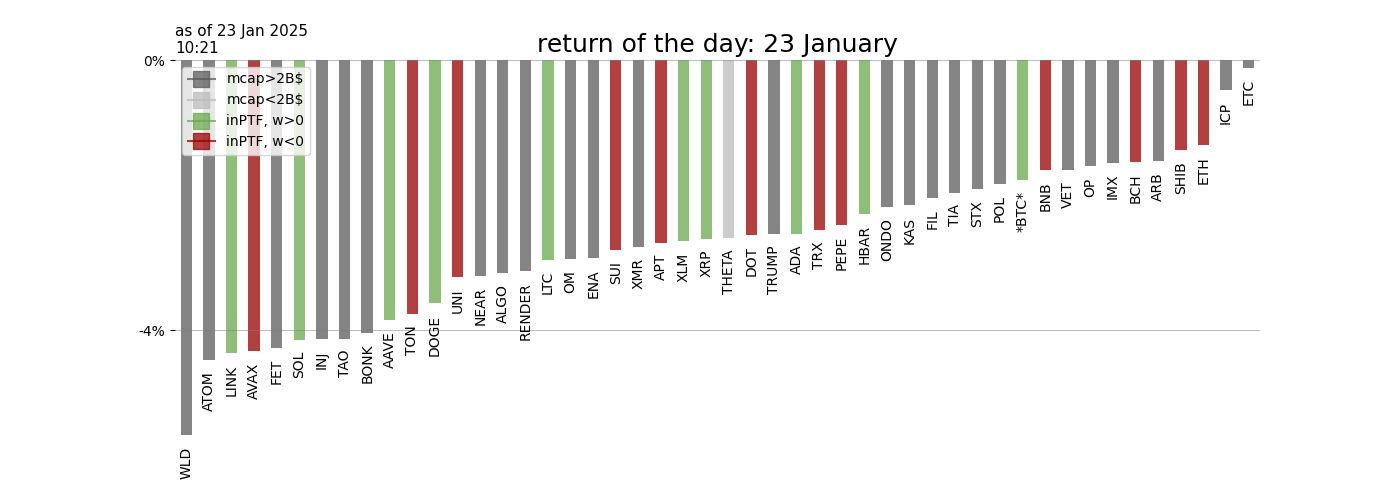 as of 23 Jan 2025
10:21
return of the day: 23 January
0%
-4%
mcap>2B$
mcap<2B$
inPTF, w>0
inPTF, w<0
WLD
ATOM
LINK
AVAX
FET
SOL
INJ
TAO
BONK
AAVE
TON
DOGE
UNI
NEAR
ALGO
RENDER
LTC
OM
ENA
SUI
XMR
APT
XLM
XRP
THETA
DOT
TRUMP
ADA
TRX
PEPE
HBAR
ONDO
KAS
FIL
TIA
STX
POL
*BTC*
BNB
VET
OP
IMX
BCH
ARB
SHIB
ETH
ICP
ETC